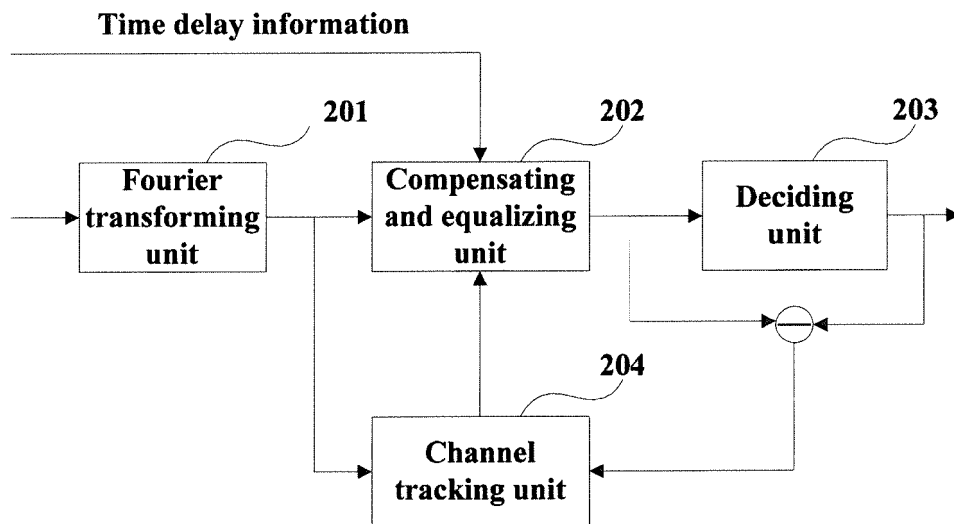 Time delay information
201
202
203
Fourier
transforming
unit
Compensating
and equalizing
unit
Deciding
unit
204
Channel
tracking unit